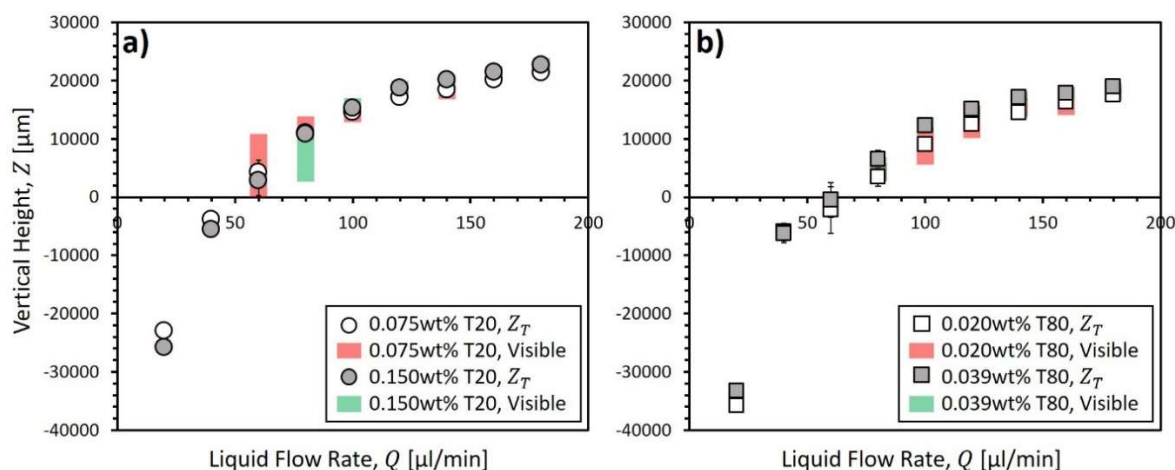 a)
30000
20000
10000
0
-10000
-20000
-30000
-40000
0 50 100 150 200
Vertical Height, Z [µm]
Liquid Flow Rate, Q [µl/min]
0.075wt% T20, Z_T
0.075wt% T20, Visible
0.150wt% T20, Z_T
0.150wt% T20, Visible
b)
30000
20000
10000
0
-10000
-20000
-30000
-40000
0 50 100 150 200
Liquid Flow Rate, Q [µl/min]
0.020wt% T80, Z_T
0.020wt% T80, Visible
0.039wt% T80, Z_T
0.039wt% T80, Visible